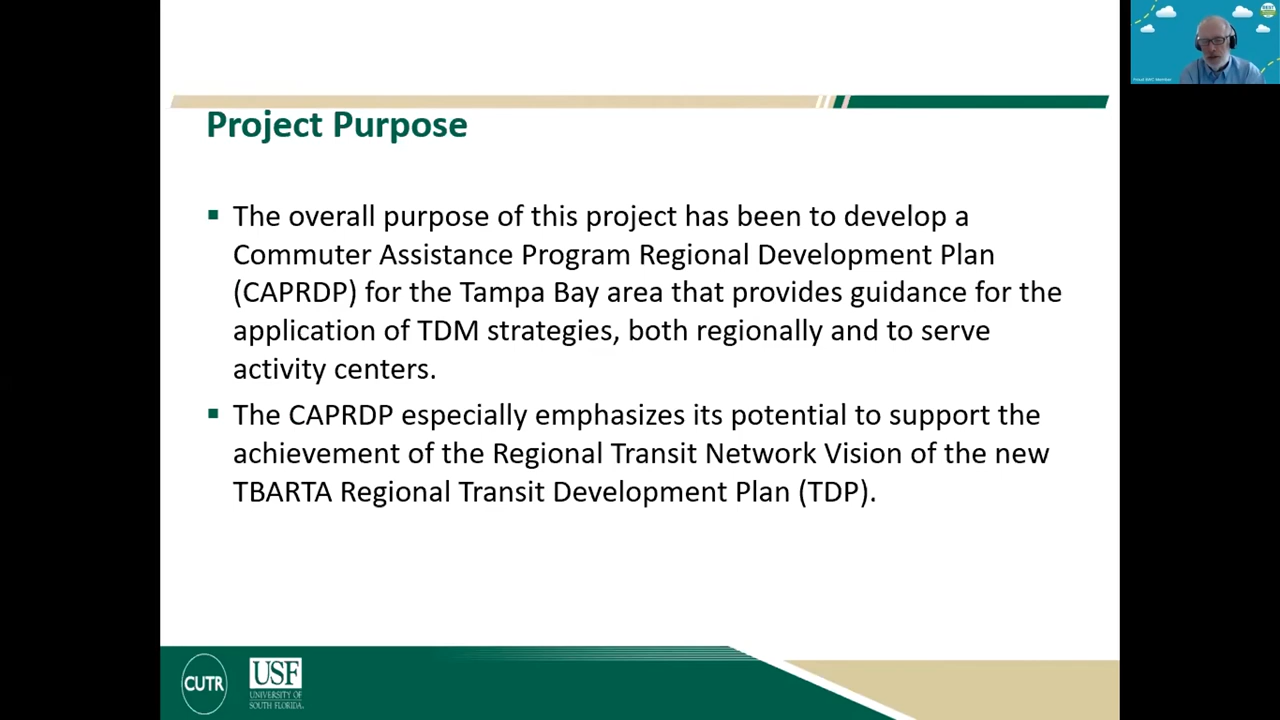 Project Purpose
The overall purpose of this project has been to develop a
Commuter Assistance Program Regional Development Plan
(CAPRDP) for the Tampa Bay area that provides guidance for the
application of TDM strategies, both regionally and to serve
activity centers.
The CAPRDP especially emphasizes its potential to support the
achievement of the Regional Transit Network Vision of the new
TBARTA Regional Transit Development Plan (TDP).
CUTR
USF
UNIVERSITY OF
SOUTH FLORIDA